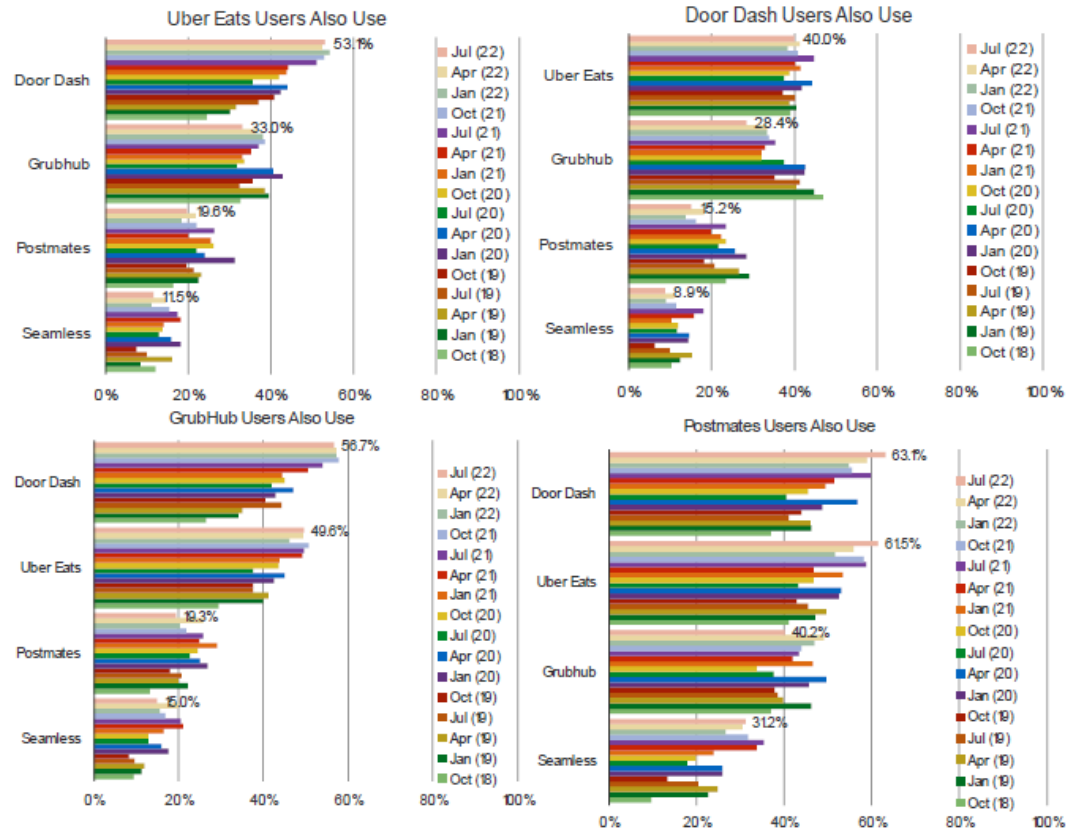 Uber Eats Users Also Use
Door Dash
Grubhub
Postmates
Seamless
53.1%
33.0%
19.6%
11.5%
Jul (22)
Apr (22)
Jan (22)
Oct (21)
Jul (21)
Apr (21)
Jan (21)
Oct (20)
Jul (20)
Apr (20)
Jan (20)
Oct (19)
Jul (19)
Apr (19)
Jan (19)
Oct (18)
0% 20% 40% 60% 80% 100%
Door Dash Users Also Use
Uber Eats
Grubhub
Postmates
Seamless
40.0%
28.4%
15.2%
8.9%
Jul (22)
Apr (22)
Jan (22)
Oct (21)
Jul (21)
Apr (21)
Jan (21)
Oct (20)
Jul (20)
Apr (20)
Jan (20)
Oct (19)
Jul (19)
Apr (19)
Jan (19)
Oct (18)
0% 20% 40% 60% 80% 100%
GrubHub Users Also Use
Door Dash
Uber Eats
Postmates
Seamless
56.7%
49.6%
19.3%
15.0%
Jul (22)
Apr (22)
Jan (22)
Oct (21)
Jul (21)
Apr (21)
Jan (21)
Oct (20)
Jul (20)
Apr (20)
Jan (20)
Oct (19)
Jul (19)
Apr (19)
Jan (19)
Oct (18)
0% 20% 40% 60% 80% 100%
Postmates Users Also Use
Door Dash
Uber Eats
Grubhub
Seamless
63.1%
61.5%
40.2%
31.2%
Jul (22)
Apr (22)
Jan (22)
Oct (21)
Jul (21)
Apr (21)
Jan (21)
Oct (20)
Jul (20)
Apr (20)
Jan (20)
Oct (19)
Jul (19)
Apr (19)
Jan (19)
Oct (18)
0% 20% 40% 60% 80% 100%